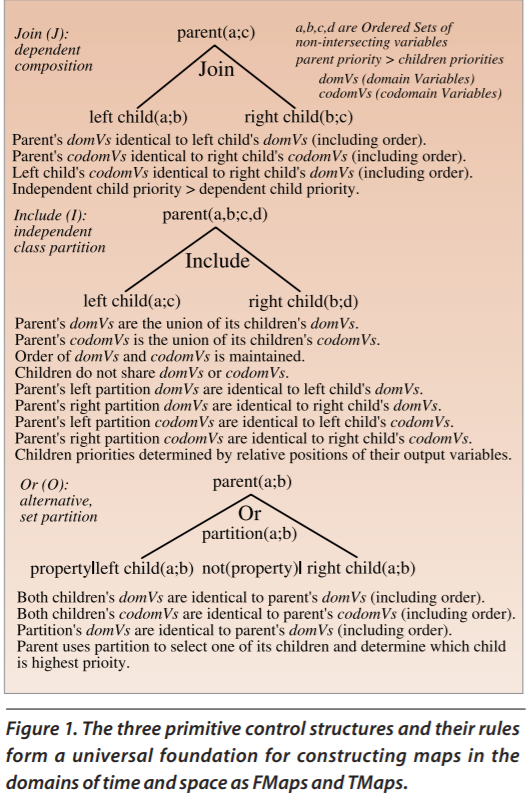 Join (J):
dependent
composition
parent(a;c)
a,b,c,d are Ordered Sets of
non-intersecting variables
parent priority > children priorities
domVs (domain Variables)
codomVs (codomain Variables)
Join
left child(a;b)
right child(b;c)
Parent's domVs identical to left child's domVs (including order).
Parent's codomVs identical to right child's codomVs (including order).
Left child's codomVs identical to right child's domVs (including order).
Independent child priority > dependent child priority.
Include (I):
independent
class partition
parent(a,b;c,d)
Include
left child(a;c)
right child(b;d)
Parent's domVs are the union of its children's domVs.
Parent's codomVs is the union of its children's codomVs.
Order of domVs and codomVs is maintained.
Children do not share domVs or codomVs.
Parent's left partition domVs are identical to left child's domVs.
Parent's right partition domVs are identical to right child's domVs.
Parent's left partition codomVs are identical to left child's codomVs.
Parent's right partition codomVs are identical to right child's codomVs.
Children priorities determined by relative positions of their output variables.
Or (O):
alternative,
set partition
parent(a;b)
Or
partition(a;b)
property|left child(a;b)
not(property)| right child(a;b)
Both children's domVs are identical to parent's domVs (including order).
Both children's codomVs are identical to parent's codomVs (including order).
Partition's domVs are identical to parent's domVs (including order).
Parent uses partition to select one of its children and determine which child
is highest prioity.
Figure 1. The three primitive control structures and their rules
form a universal foundation for constructing maps in the
domains of time and space as FMaps and TMaps.